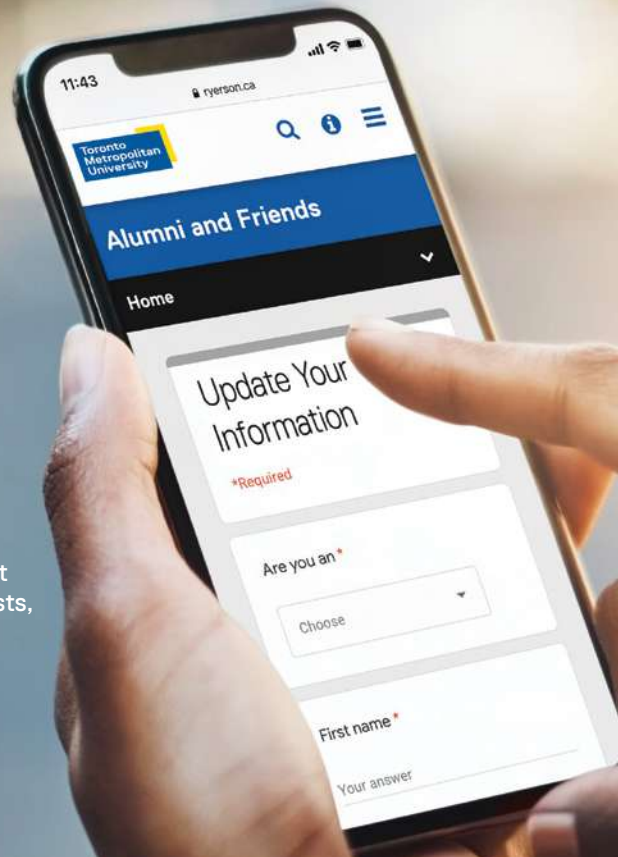 11:43
ryerson.ca
Toronto
Metropolitan
University
Alumni and Friends
Home
Update Your
Information
*Required
Are you an *
Choose
First name *
Your answer
sts,